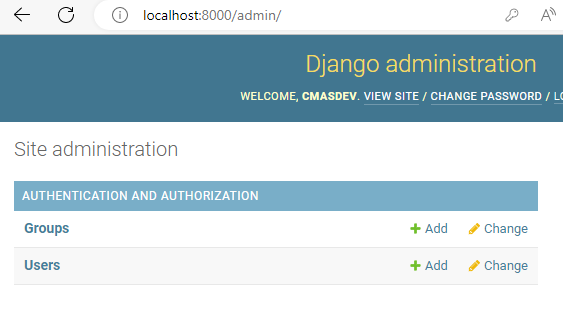 localhost:8000/admin/
Django administration
WELCOME, CMASDEV. VIEW SITE / CHANGE PASSWORD /
Site administration
AUTHENTICATION AND AUTHORIZATION
Groups Add Change
Users Add Change